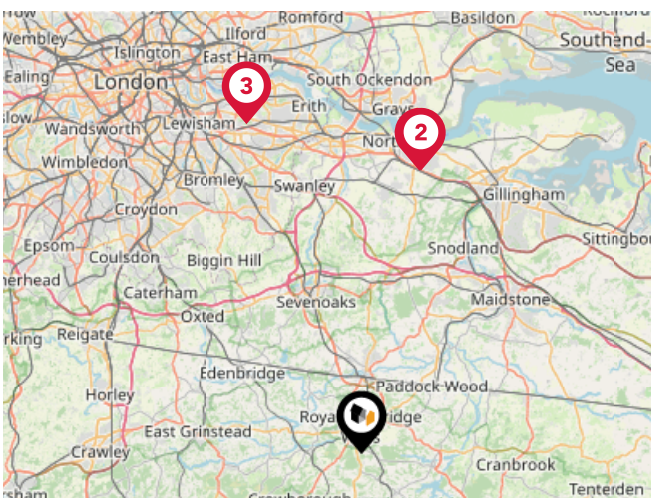 Romford
Basildon
Wembley
Ilford
Islington
Southend-
East Ham
Sea
Ealing
London
South Ockendon
3
Erith
Grays
Lewisham
2
Wandsworth
Wimbledon
Bromley
Swanley
Gillingham
Croydon
Epsom
Snodland
Coulsdon
Biggin Hill
Caterham
Sevenoaks
Maidstone
Oxted
Reigate
Edenbridge
Paddock Wood
Horley
East Grinstead
Crawley
Cranbrook
Tenterden